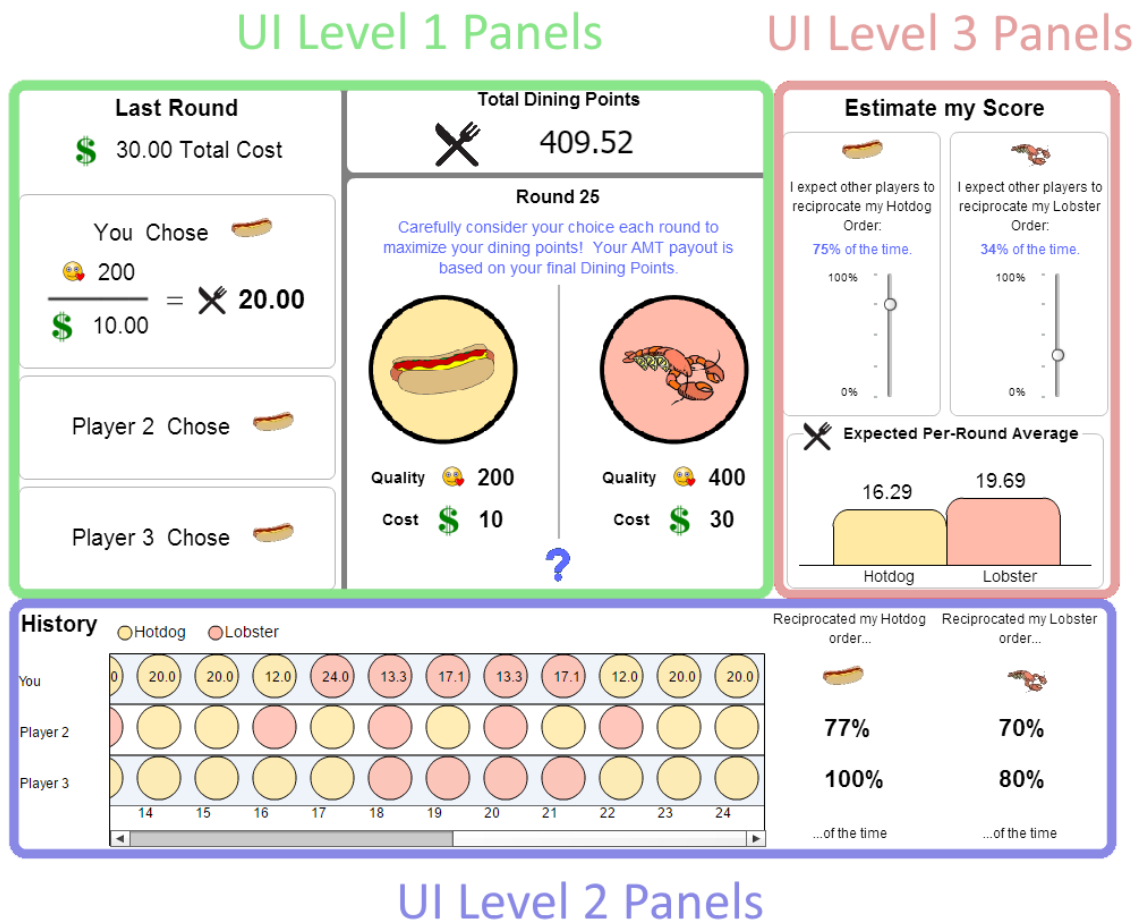 UI Level 1 Panels
UI Level 3 Panels
Last Round
$ 30.00 Total Cost
You Chose
200
$ 10.00
= 20.00
Player 2 Chose
Player 3 Chose
Total Dining Points
409.52
Round 25
Carefully consider your choice each round to
maximize your dining points! Your AMT payout is
based on your final Dining Points.
Quality 200
Cost $ 10
Quality 400
Cost $ 30
?
Estimate my Score
I expect other players to
reciprocate my Hotdog
Order:
75% of the time.
100%
0%
I expect other players to
reciprocate my Lobster
Order:
34% of the time.
100%
0%
Expected Per-Round Average
16.29 19.69
Hotdog Lobster
History Hotdog Lobster
You 0 20.0 20.0 12.0 24.0 13.3 17.1 13.3 17.1 12.0 20.0 20.0
Player 2
Player 3
14 15 16 17 18 19 20 21 22 23 24
Reciprocated my Hotdog
order...
77%
100%
...of the time
Reciprocated my Lobster
order...
70%
80%
...of the time
UI Level 2 Panels